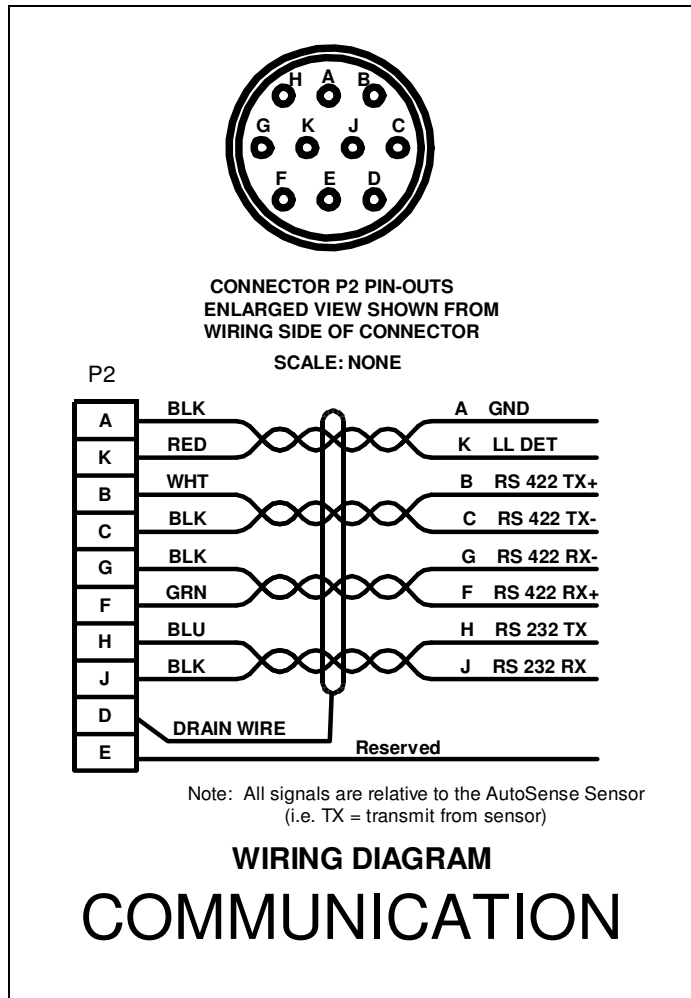 H A B
G K J C
F E D
CONNECTOR P2 PIN-OUTS
ENLARGED VIEW SHOWN FROM
WIRING SIDE OF CONNECTOR
SCALE: NONE
P2
A BLK A GND
K RED K LL DET
B WHT B RS 422 TX+
C BLK C RS 422 TX-
G BLK G RS 422 RX-
F GRN F RS 422 RX+
H BLU H RS 232 TX
J BLK J RS 232 RX
D DRAIN WIRE
E Reserved
Note: All signals are relative to the AutoSense Sensor
(i.e. TX = transmit from sensor)
WIRING DIAGRAM
COMMUNICATION